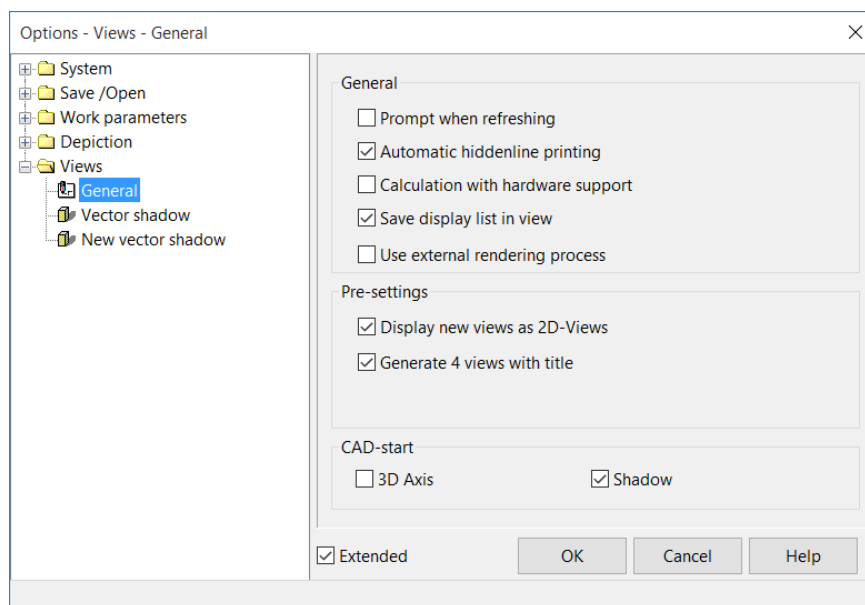 Options - Views - General
System
Save /Open
Work parameters
Depiction
Views
General
Vector shadow
New vector shadow
General
Prompt when refreshing
Automatic hiddenline printing
Calculation with hardware support
Save display list in view
Use external rendering process
Pre-settings
Display new views as 2D-Views
Generate 4 views with title
CAD-start
3D Axis Shadow
Extended OK Cancel Help